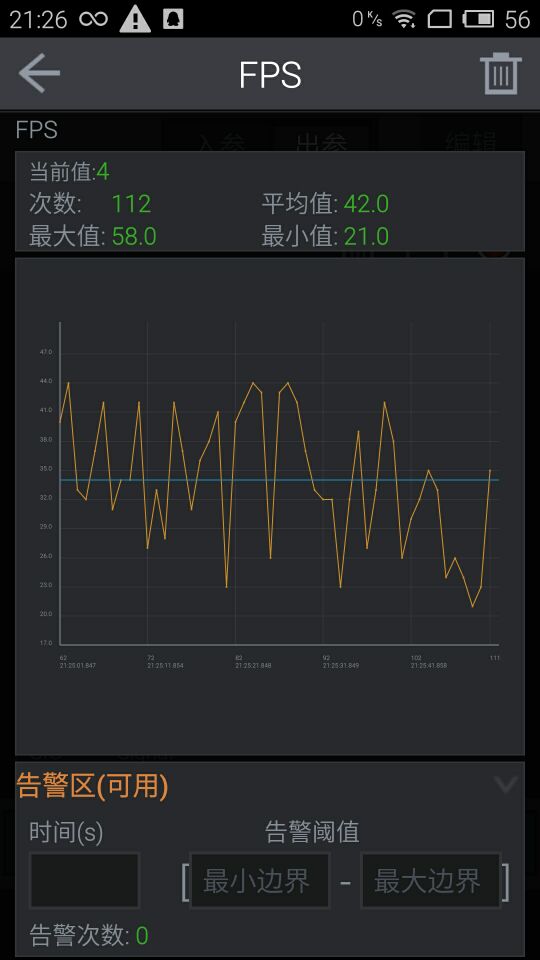 21:26 0 K/s 56
FPS
FPS
入参 出参 编辑
当前值:4
次数: 112 平均值: 42.0
最大值: 58.0 最小值: 21.0
47.0
44.0
41.0
38.0
35.0
32.0
29.0
26.0
23.0
20.0
17.0
62 72 82 92 102 111
21:25:01.847 21:25:11.854 21:25:21.848 21:25:31.849 21:25:41.858
告警区(可用)
时间(s) 告警阈值
[最小边界 - 最大边界]
告警次数: 0